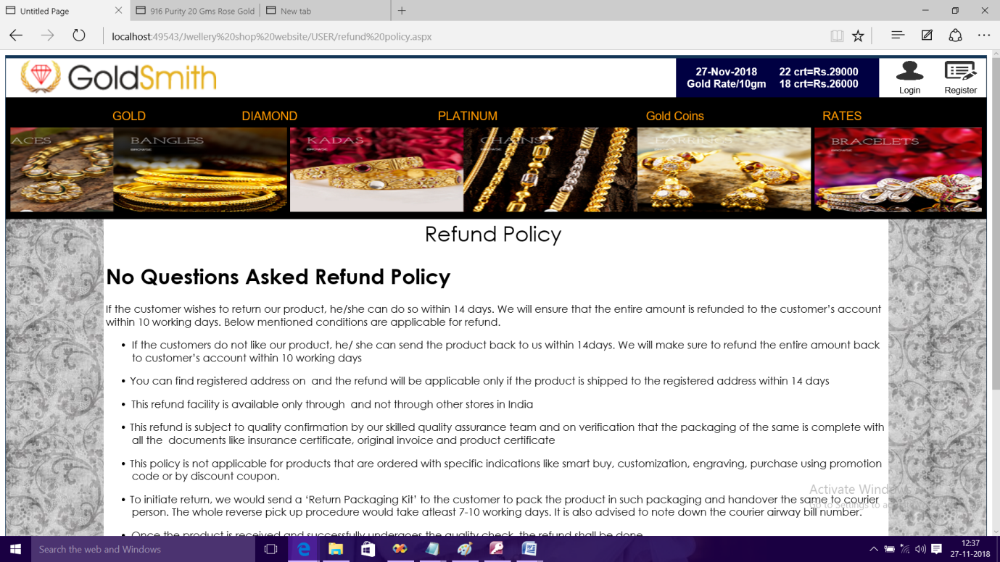 Untitled Page
916 Purity 20 Gms Rose Gold
New tab
localhost:49543/Jwellery%20shop%20website/USER/refund%20policy.aspx
GoldSmith
27-Nov-2018 22 crt=Rs.29000
Gold Rate/10gm 18 crt=Rs.26000
Login
Register
GOLD DIAMOND PLATINUM Gold Coins RATES
ACES BANGLES KADAS CHAINS EARRINGS BRACELETS
BROWSE BROWSE BROWSE
Refund Policy
No Questions Asked Refund Policy
If the customer wishes to return our product, he/she can do so within 14 days. We will ensure that the entire amount is refunded to the customer’s account
within 10 working days. Below mentioned conditions are applicable for refund.
• If the customers do not like our product, he/ she can send the product back to us within 14days. We will make sure to refund the entire amount back
to customer’s account within 10 working days
• You can find registered address on  and the refund will be applicable only if the product is shipped to the registered address within 14 days
• This refund facility is available only through  and not through other stores in India
• This refund is subject to quality confirmation by our skilled quality assurance team and on verification that the packaging of the same is complete with
all the  documents like insurance certificate, original invoice and product certificate
• This policy is not applicable for products that are ordered with specific indications like smart buy, customization, engraving, purchase using promotion
code or by discount coupon.
Activate Windows
• To initiate return, we would send a ‘Return Packaging Kit’ to the customer to pack the product in such packaging and handover the same to courier
Go to Settings to a
person. The whole reverse pick up procedure would take atleast 7-10 working days. It is also advised to note down the courier airway bill number.
• Once the product is received and successfully undergoes the quality check, the refund shall be done
Search the web and Windows
12:37
27-11-2018